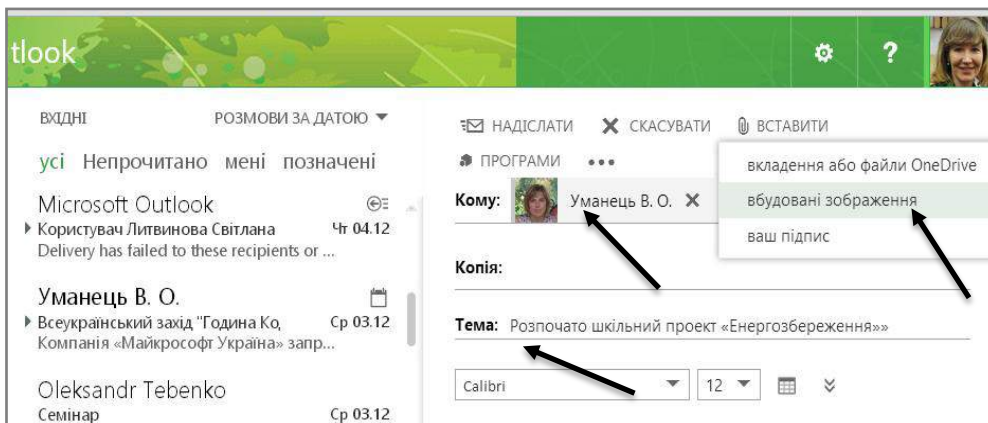 tlook
?
ВХІДНІ РОЗМОВИ ЗА ДАТОЮ
усі Непрочитано мені позначені
Microsoft Outlook
Користувач Литвинова Світлана Чт 04.12
Delivery has failed to these recipients or ...
Уманець В. О.
Всеукраїнський захід "Година Ко, Ср 03.12
Компанія «Майкрософт Україна» запр...
Oleksandr Tebenko
Семінар Ср 03.12
НАДІСЛАТИ СКАСУВАТИ ВСТАВИТИ
ПРОГРАМИ •••
вкладення або файли OneDrive
вбудовані зображення
ваш підпис
Кому: Уманець В. О.
Копія:
Тема: Розпочато шкільний проект «Енергозбереження»»
Calibri 12